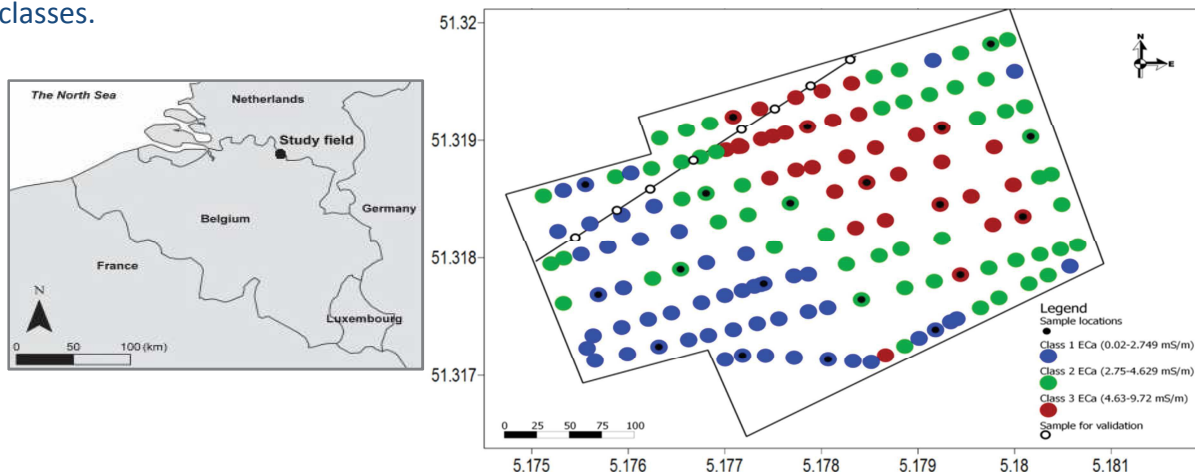 classes.
The North Sea
Netherlands
Study field
Belgium
Germany
France
N
Luxembourg
0 50 100 (km)
51.32
51.319
51.318
51.317
N
E
Legend
Sample locations
Class 1 ECa (0.02-2.749 mS/m)
Class 2 ECa (2.75-4.629 mS/m)
Class 3 ECa (4.63-9.72 mS/m)
Sample for validation
0 25 50 75 100
5.175 5.176 5.177 5.178 5.179 5.18 5.181